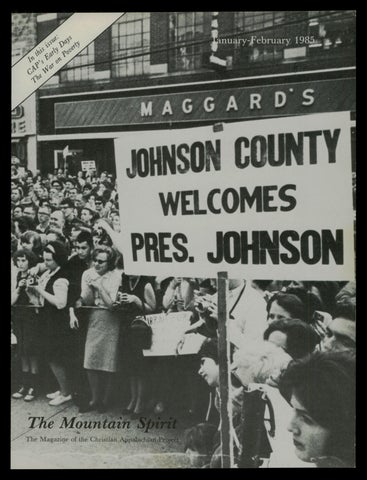 In this issue:
CAP's Early Days
The War on Poverty
January-February 1985
MAGGARD'S
JOHNSON COUNTY
WELCOMES
PRES. JOHNSON
The Mountain Spirit
The Magazine of the Christian Appalachian Project